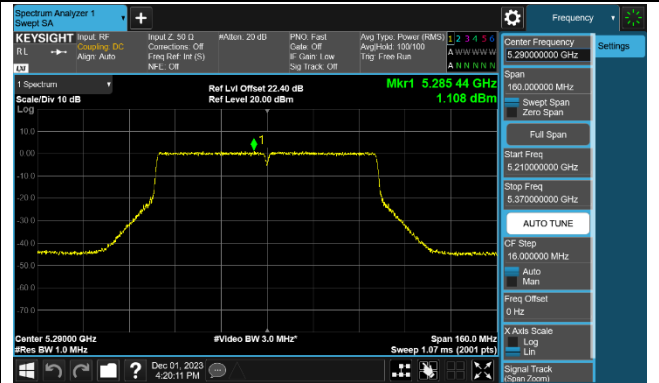 Spectrum Analyzer 1
Swept SA
Frequency
KEYSIGHT
RL
LXI
Input: RF
Coupling: DC
Align: Auto
Input Z: 50 Ω
Corrections: Off
Freq Ref: Int (S)
NFE: Off
#Atten: 20 dB
PNO: Fast
Gate: Off
IF Gain: Low
Sig Track: Off
Avg Type: Power (RMS)
Avg|Hold: 100/100
Trig: Free Run
1 2 3 4 5 6
A W W W W W
A N N N N N
1 Spectrum
Scale/Div 10 dB
Log
Ref Lvl Offset 22.40 dB
Ref Level 20.00 dBm
Mkr1 5.285 44 GHz
1.108 dBm
1
10.0
0.00
-10.0
-20.0
-30.0
-40.0
-50.0
-60.0
-70.0
Center 5.29000 GHz
#Res BW 1.0 MHz
#Video BW 3.0 MHz*
Span 160.0 MHz
Sweep 1.07 ms (2001 pts)
Dec 01, 2023
4:20:11 PM
Center Frequency
5.290000000 GHz
Settings
Span
160.000000 MHz
Swept Span
Zero Span
Full Span
Start Freq
5.210000000 GHz
Stop Freq
5.370000000 GHz
AUTO TUNE
CF Step
16.000000 MHz
Auto
Man
Freq Offset
0 Hz
X Axis Scale
Log
Lin
Signal Track
(Span Zoom)